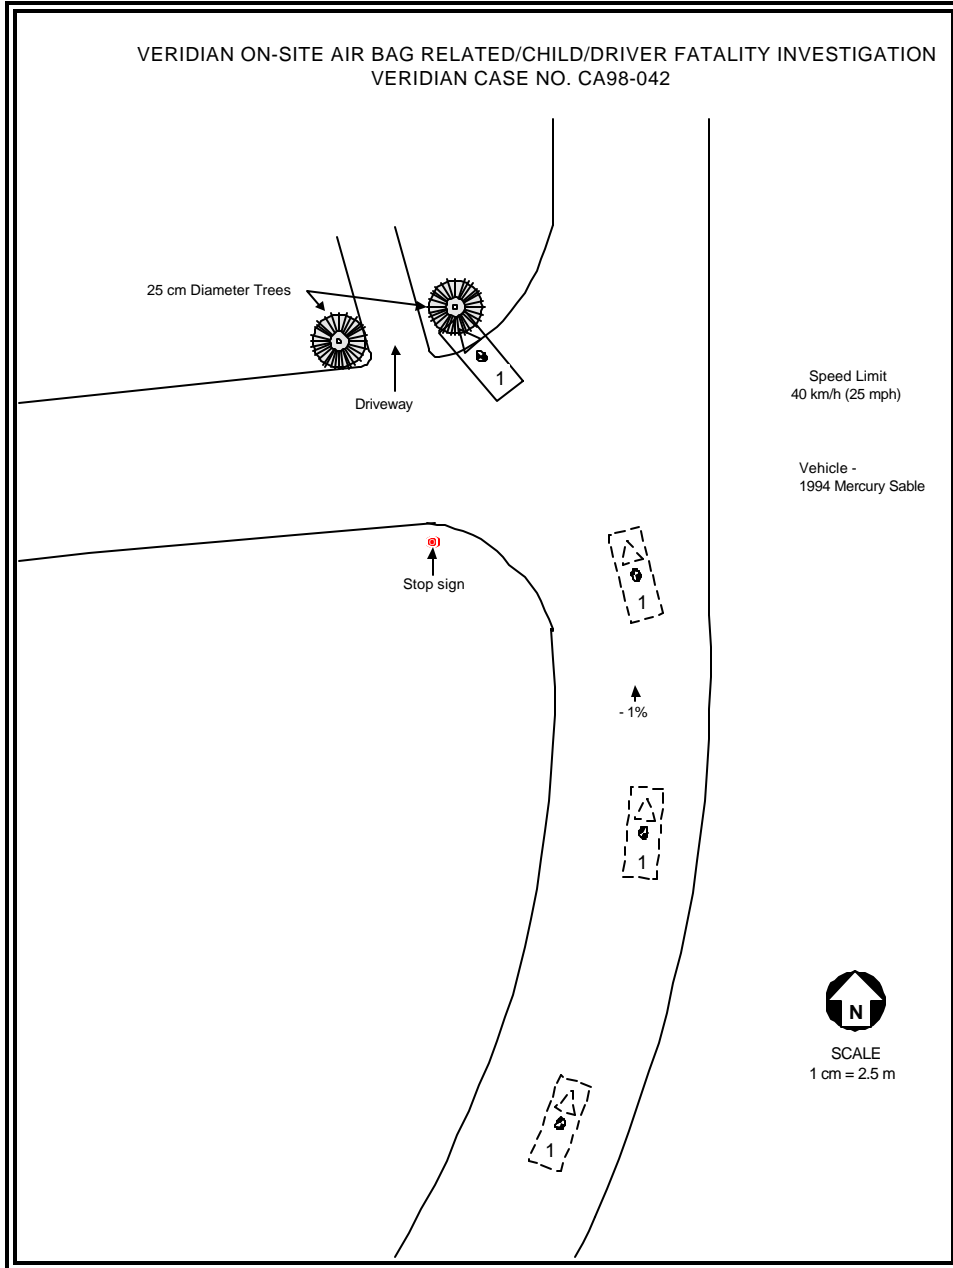 VERIDIAN ON-SITE AIR BAG RELATED/CHILD/DRIVER FATALITY INVESTIGATION
VERIDIAN CASE NO. CA98-042
25 cm Diameter Trees
1
Driveway
Speed Limit
40 km/h (25 mph)
Vehicle -
1994 Mercury Sable
Stop sign
1
- 1%
1
N
SCALE
1 cm = 2.5 m
1